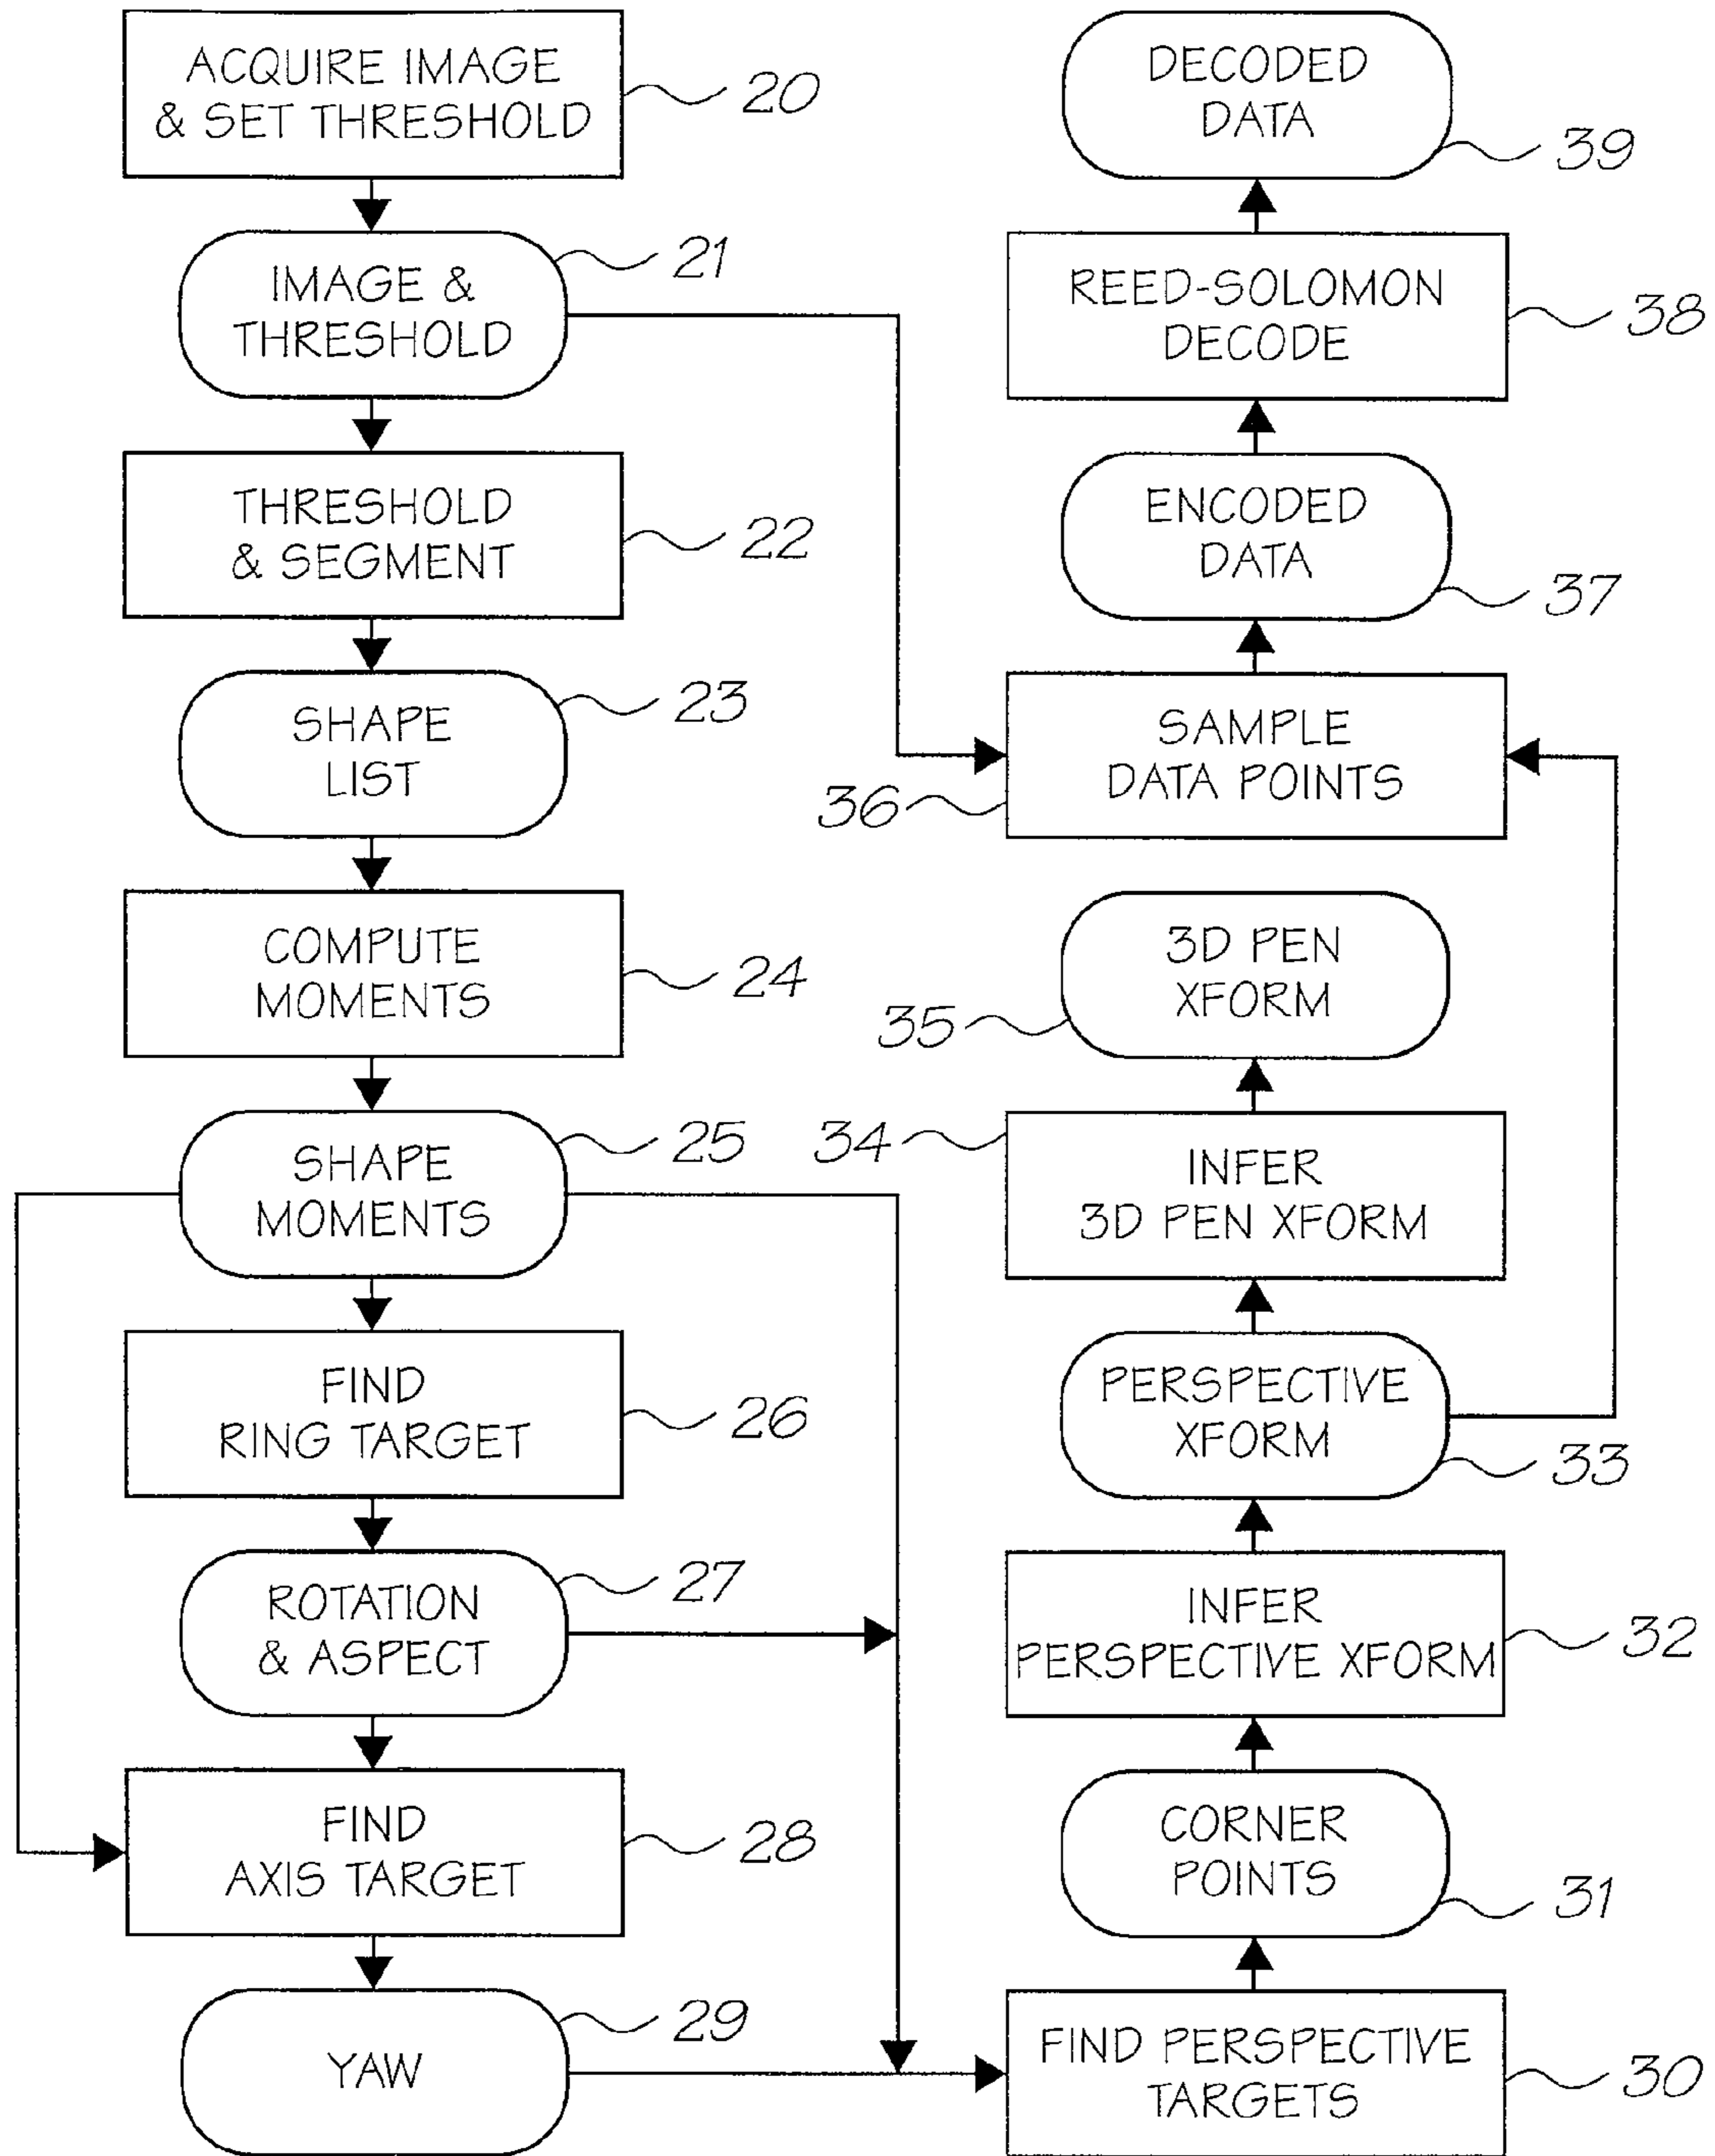 ACQUIRE IMAGE
& SET THRESHOLD
20
IMAGE &
THRESHOLD
21
THRESHOLD
& SEGMENT
22
SHAPE
LIST
23
COMPUTE
MOMENTS
24
SHAPE
MOMENTS
25
FIND
RING TARGET
26
ROTATION
& ASPECT
27
FIND
AXIS TARGET
28
YAW
29
DECODED
DATA
39
REED-SOLOMON
DECODE
38
ENCODED
DATA
37
SAMPLE
DATA POINTS
36
3D PEN
XFORM
35
INFER
3D PEN XFORM
34
PERSPECTIVE
XFORM
33
INFER
PERSPECTIVE XFORM
32
CORNER
POINTS
31
FIND PERSPECTIVE
TARGETS
30